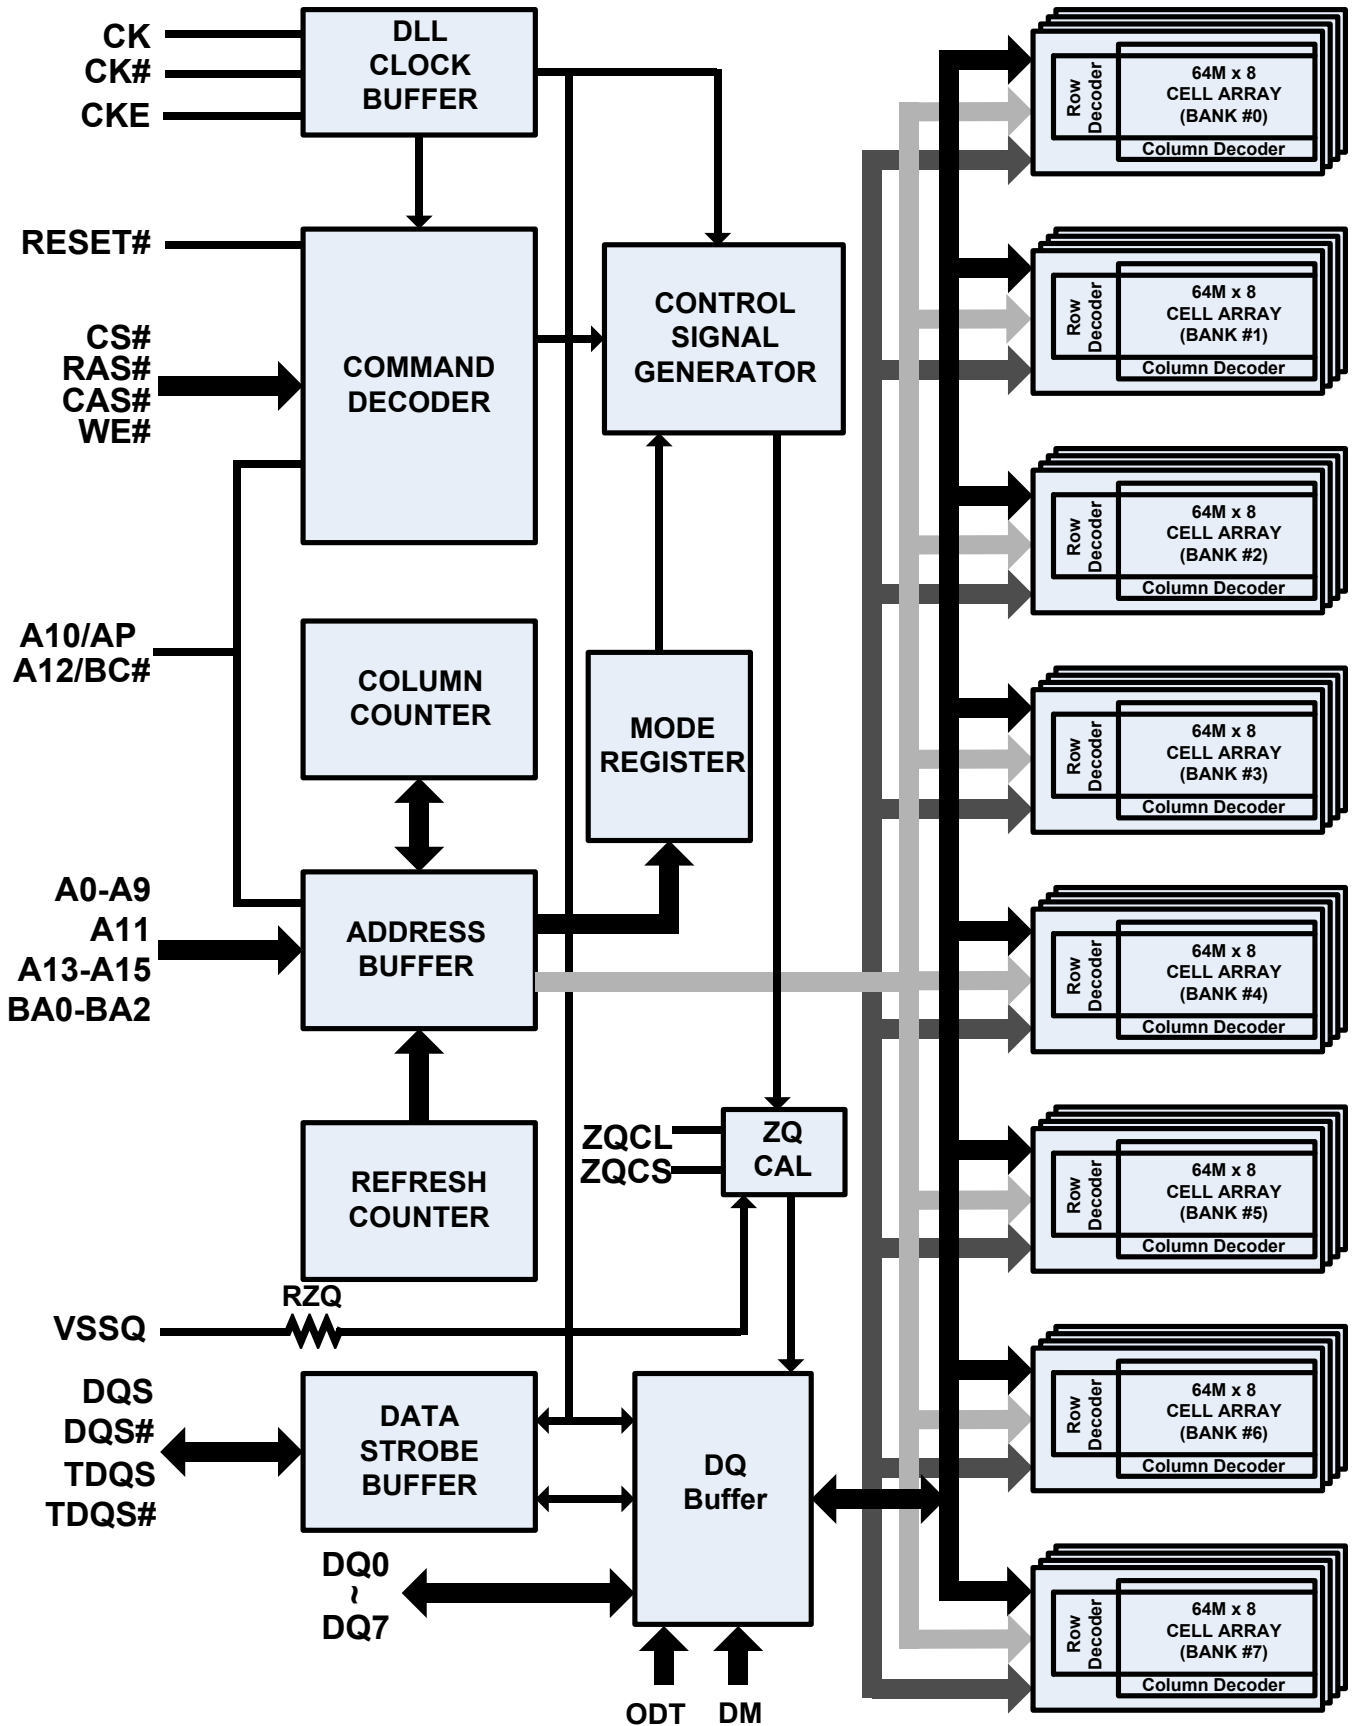 CK
CK#
CKE
DLL
CLOCK
BUFFER
RESET#
CS#
RAS#
CAS#
WE#
COMMAND
DECODER
CONTROL
SIGNAL
GENERATOR
A10/AP
A12/BC#
COLUMN
COUNTER
MODE
REGISTER
A0-A9
A11
A13-A15
BA0-BA2
ADDRESS
BUFFER
REFRESH
COUNTER
ZQCL
ZQCS
ZQ
CAL
RZQ
VSSQ
DQS
DQS#
TDQS
TDQS#
DATA
STROBE
BUFFER
DQ
Buffer
DQ0
~
DQ7
ODT
DM
Row
Decoder
64M x 8
CELL ARRAY
(BANK #0)
Column Decoder
Row
Decoder
64M x 8
CELL ARRAY
(BANK #1)
Column Decoder
Row
Decoder
64M x 8
CELL ARRAY
(BANK #2)
Column Decoder
Row
Decoder
64M x 8
CELL ARRAY
(BANK #3)
Column Decoder
Row
Decoder
64M x 8
CELL ARRAY
(BANK #4)
Column Decoder
Row
Decoder
64M x 8
CELL ARRAY
(BANK #5)
Column Decoder
Row
Decoder
64M x 8
CELL ARRAY
(BANK #6)
Column Decoder
Row
Decoder
64M x 8
CELL ARRAY
(BANK #7)
Column Decoder